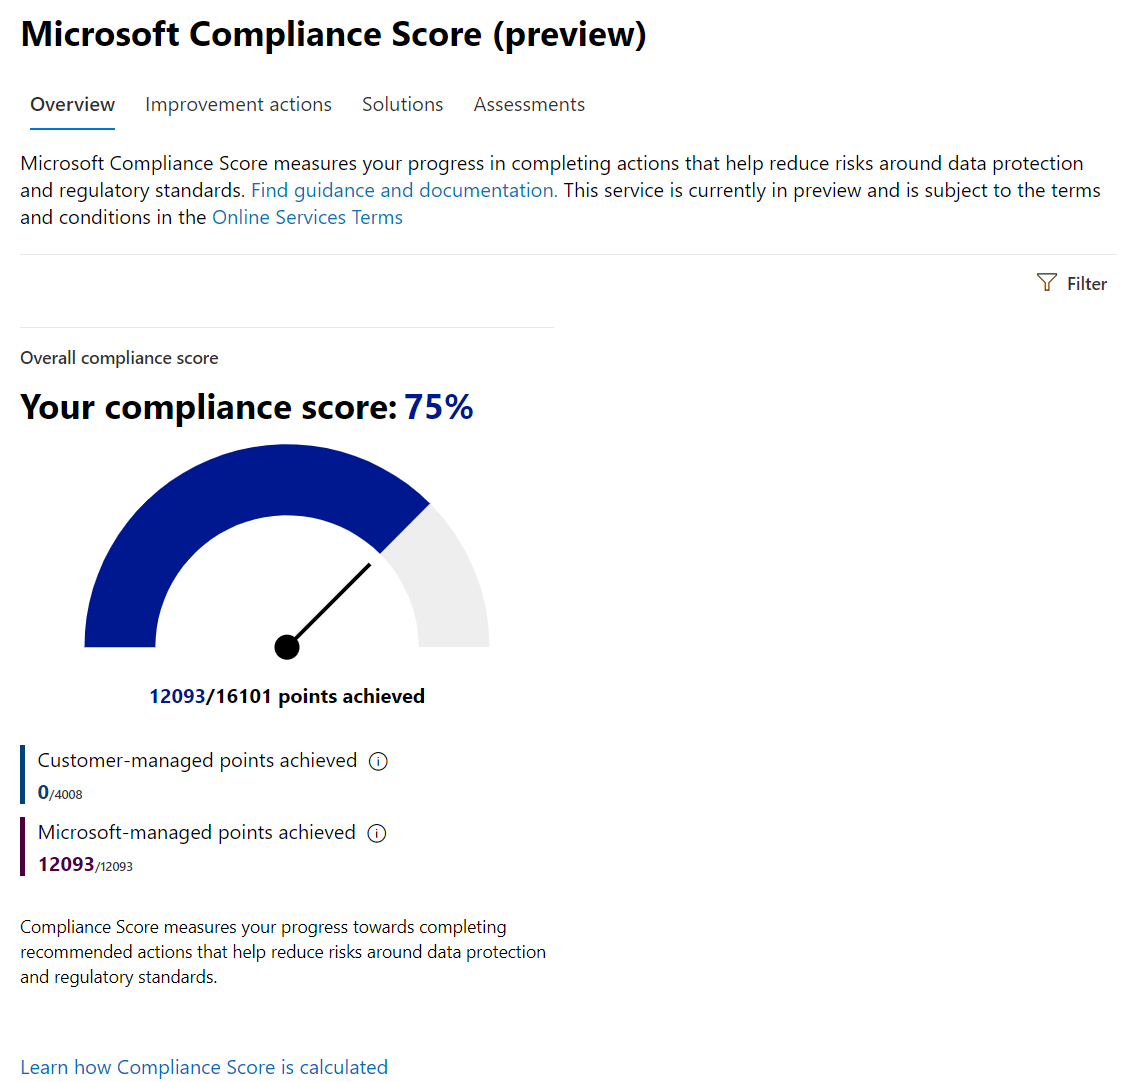 Microsoft Compliance Score (preview)
Overview Improvement actions Solutions Assessments
Microsoft Compliance Score measures your progress in completing actions that help reduce risks around data protection
and regulatory standards. Find guidance and documentation. This service is currently in preview and is subject to the terms
and conditions in the Online Services Terms
Filter
Overall compliance score
Your compliance score: 75%
12093/16101 points achieved
Customer-managed points achieved
0/4008
Microsoft-managed points achieved
12093/12093
Compliance Score measures your progress towards completing
recommended actions that help reduce risks around data protection
and regulatory standards.
Learn how Compliance Score is calculated